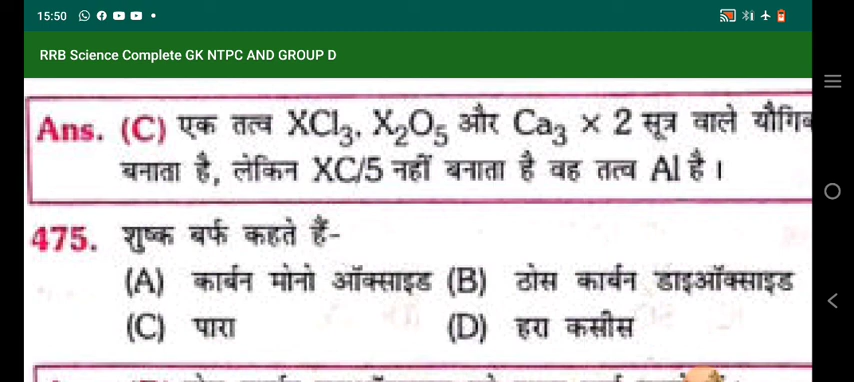 15:50
RRB Science Complete GK NTPC AND GROUP D
Ans. (C) एक तत्व XCl₃, X₂O₅ और Ca₃ × 2 सूत्र वाले
बनाता है, लेकिन XC/5 नहीं बनाता है वह तत्व Al है।
475. शुष्क बर्फ कहते हैं-
(A) कार्बन मोनो ऑक्साइड (B) ठोस कार्बन डाइऑक्साइड
(C) पारा (D) हरा कसीस